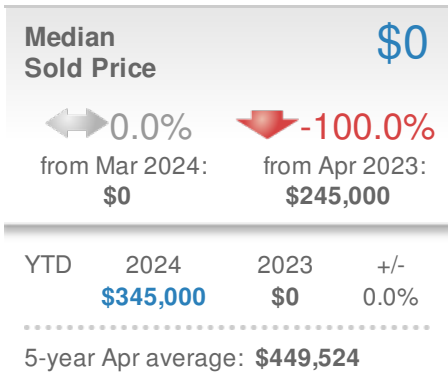 Median $0
Sold Price
0.0% -100.0%
from Mar 2024: from Apr 2023:
$0 $245,000
YTD 2024 2023 +/-
$345,000 $0 0.0%
5-year Apr average: $449,524